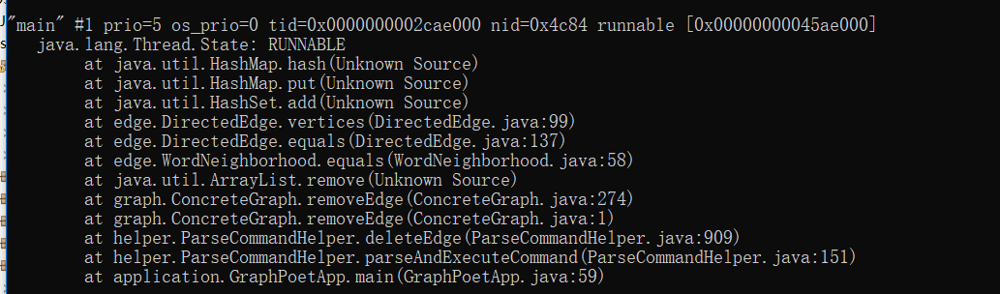 "main" #1 prio=5 os_prio=0 tid=0x0000000002cae000 nid=0x4c84 runnable [0x00000000045ae000]
java.lang.Thread.State: RUNNABLE
at java.util.HashMap.hash(Unknown Source)
at java.util.HashMap.put(Unknown Source)
at java.util.HashSet.add(Unknown Source)
at edge.DirectedEdge.vertices(DirectedEdge.java:99)
at edge.DirectedEdge.equals(DirectedEdge.java:137)
at edge.WordNeighborhood.equals(WordNeighborhood.java:58)
at java.util.ArrayList.remove(Unknown Source)
at graph.ConcreteGraph.removeEdge(ConcreteGraph.java:274)
at graph.ConcreteGraph.removeEdge(ConcreteGraph.java:1)
at helper.ParseCommandHelper.deleteEdge(ParseCommandHelper.java:909)
at helper.ParseCommandHelper.parseAndExecuteCommand(ParseCommandHelper.java:151)
at application.GraphPoetApp.main(GraphPoetApp.java:59)